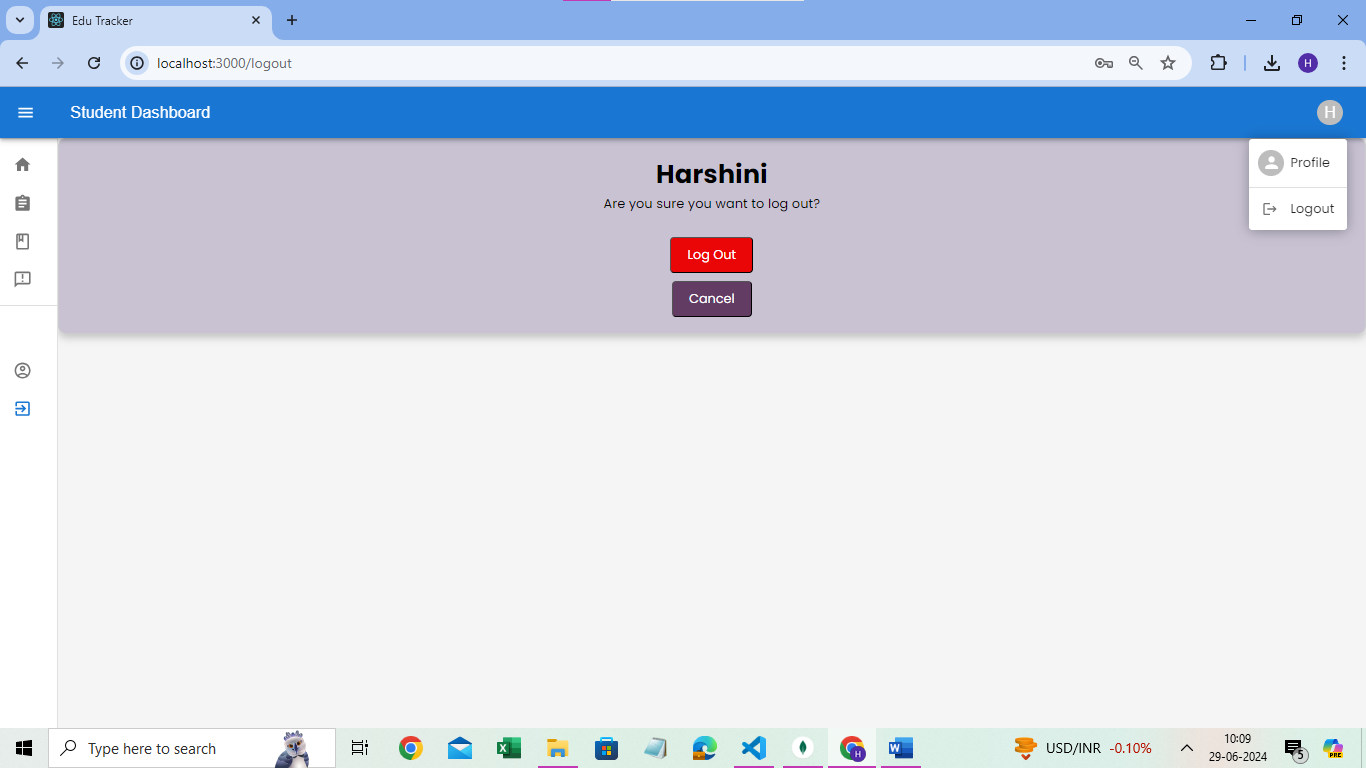 Edu Tracker
localhost:3000/logout
H
Student Dashboard
H
Harshini
Are you sure you want to log out?
Log Out
Cancel
Profile
Logout
Type here to search
H
USD/INR -0.10%
10:09
29-06-2024
5
PRE